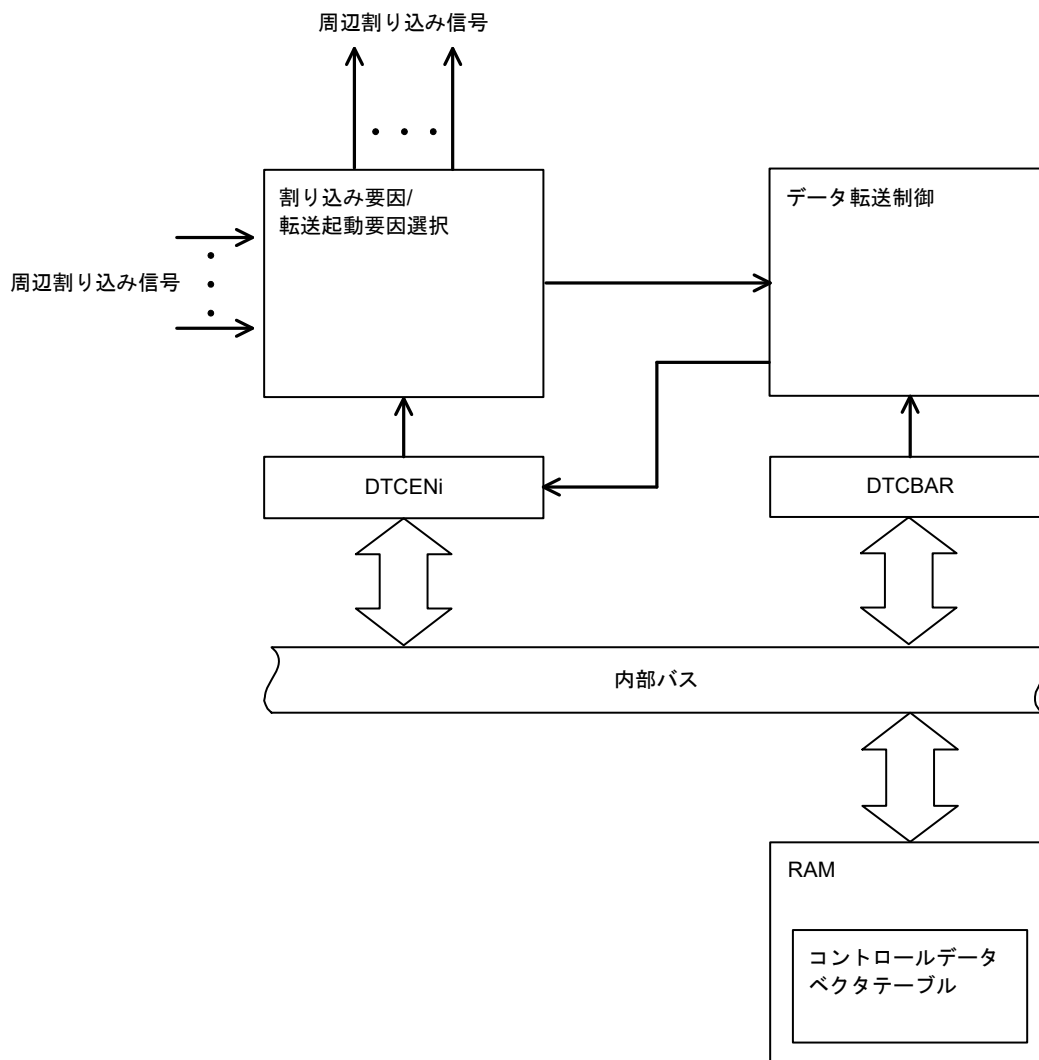 周辺割り込み信号
割り込み要因/
転送起動要因選択
データ転送制御
周辺割り込み信号
DTCENi
DTCBAR
内部バス
RAM
コントロールデータ
ベクタテーブル